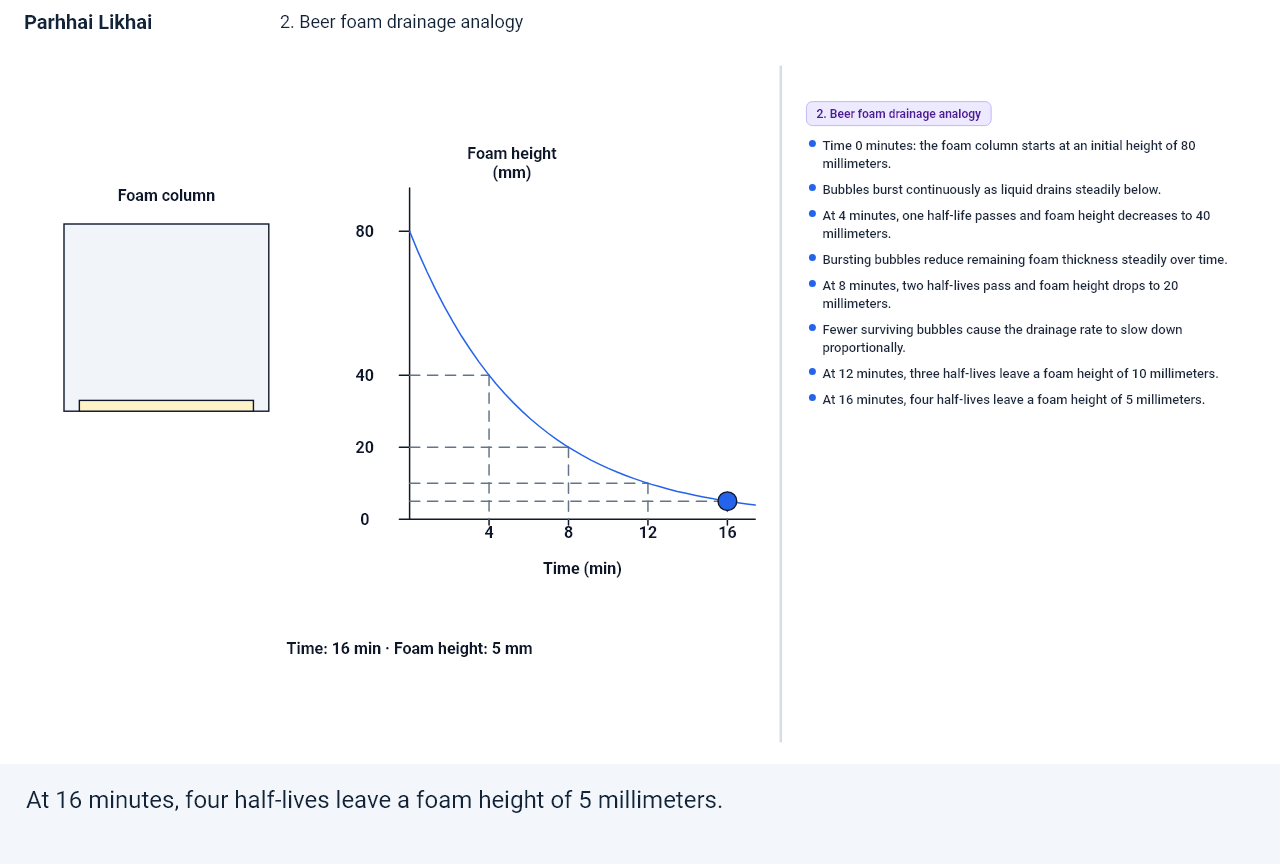 Parhhai Likhai
2. Beer foam drainage analogy
Foam column
Foam height
(mm)
80
40
20
0
4
8
12
16
Time (min)
Time: 16 min · Foam height: 5 mm
2. Beer foam drainage analogy
Time 0 minutes: the foam column starts at an initial height of 80
millimeters.
Bubbles burst continuously as liquid drains steadily below.
At 4 minutes, one half-life passes and foam height decreases to 40
millimeters.
Bursting bubbles reduce remaining foam thickness steadily over time.
At 8 minutes, two half-lives pass and foam height drops to 20
millimeters.
Fewer surviving bubbles cause the drainage rate to slow down
proportionally.
At 12 minutes, three half-lives leave a foam height of 10 millimeters.
At 16 minutes, four half-lives leave a foam height of 5 millimeters.
At 16 minutes, four half-lives leave a foam height of 5 millimeters.